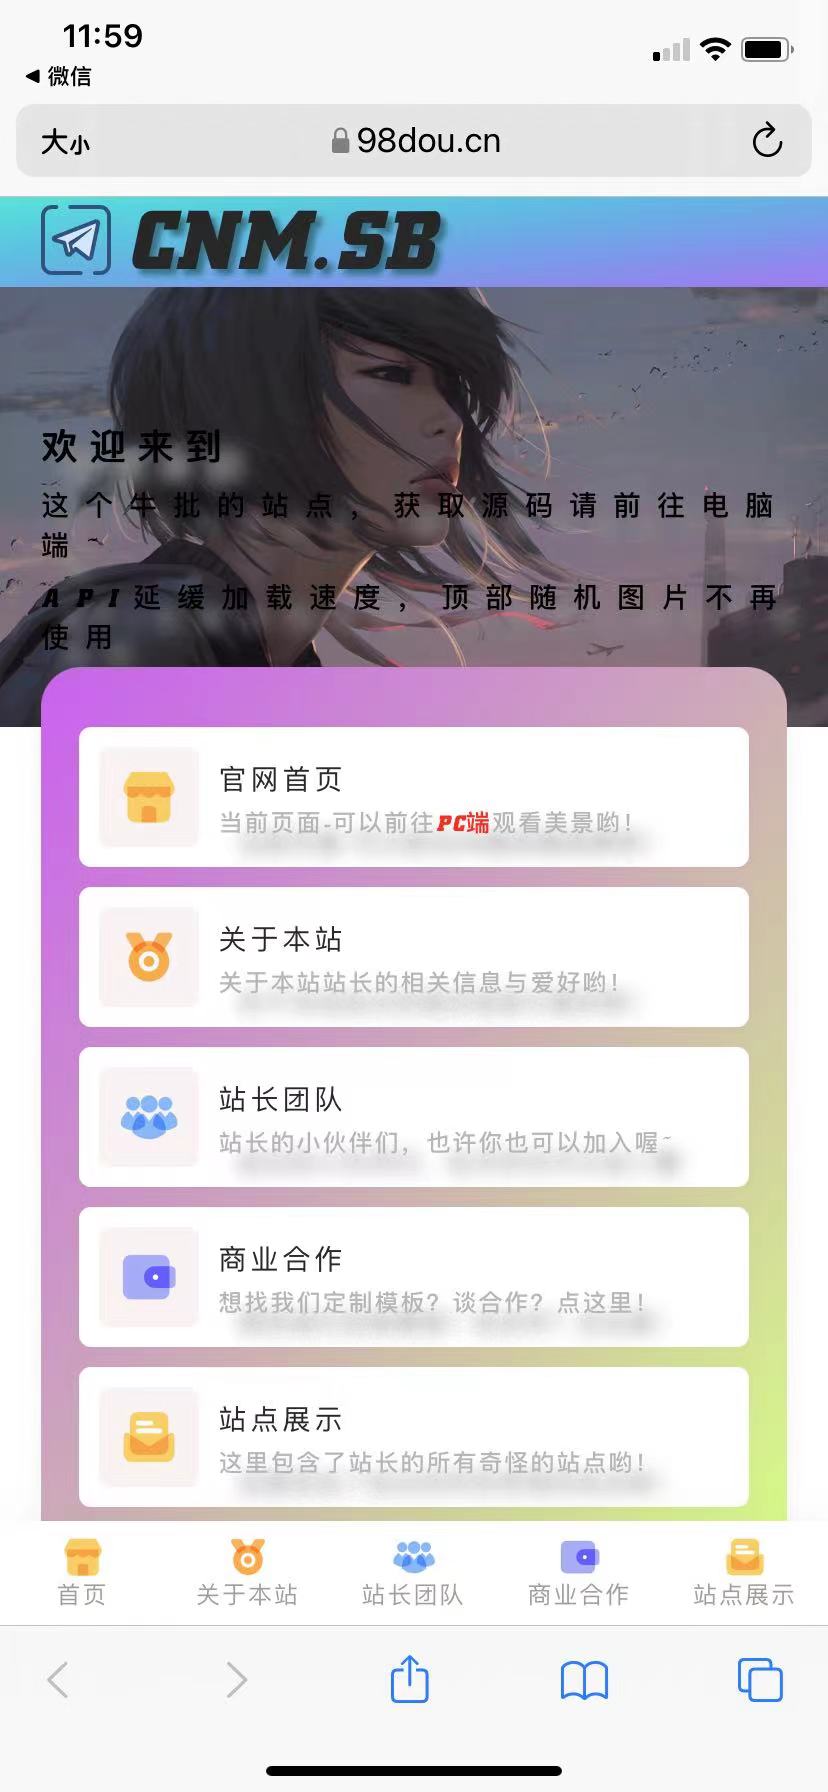 11:59
◀ 微信
大小
98dou.cn
CNM.SB
欢迎来到
这个牛批的站点，获取源码请前往电脑
端~
API延缓加载速度，顶部随机图片不再
使用
官网首页
当前页面-可以前往PC端观看美景哟！
关于本站
关于本站站长的相关信息与爱好哟！
站长团队
站长的小伙伴们，也许你也可以加入喔~
商业合作
想找我们定制模板？谈合作？点这里！
站点展示
这里包含了站长的所有奇怪的站点哟！
首页
关于本站
站长团队
商业合作
站点展示